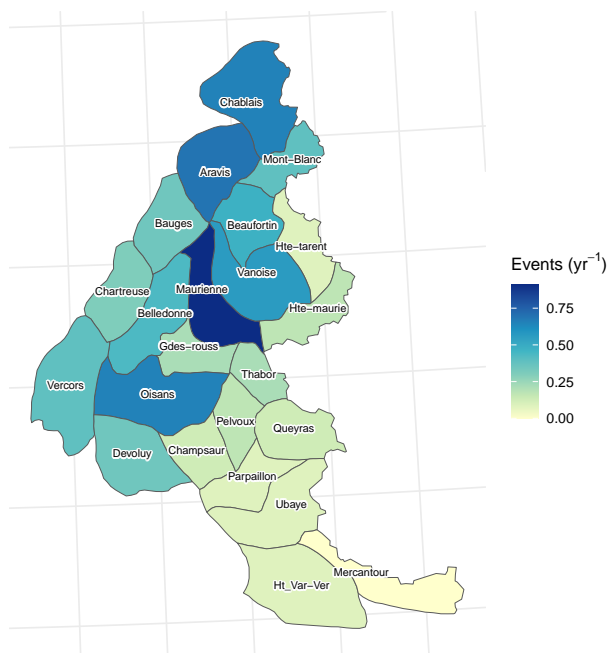 Chablais
Mont−Blanc
Aravis
Bauges
Beaufortin
Hte−tarent
Vanoise
Maurienne
Chartreuse
Hte−maurie
Belledonne
Gdes−rouss
Thabor
Vercors
Oisans
Pelvoux
Queyras
Champsaur
Devoluy
Parpaillon
Ubaye
Mercantour
Ht_Var−Ver
Events (yr−1)
0.75
0.50
0.25
0.00